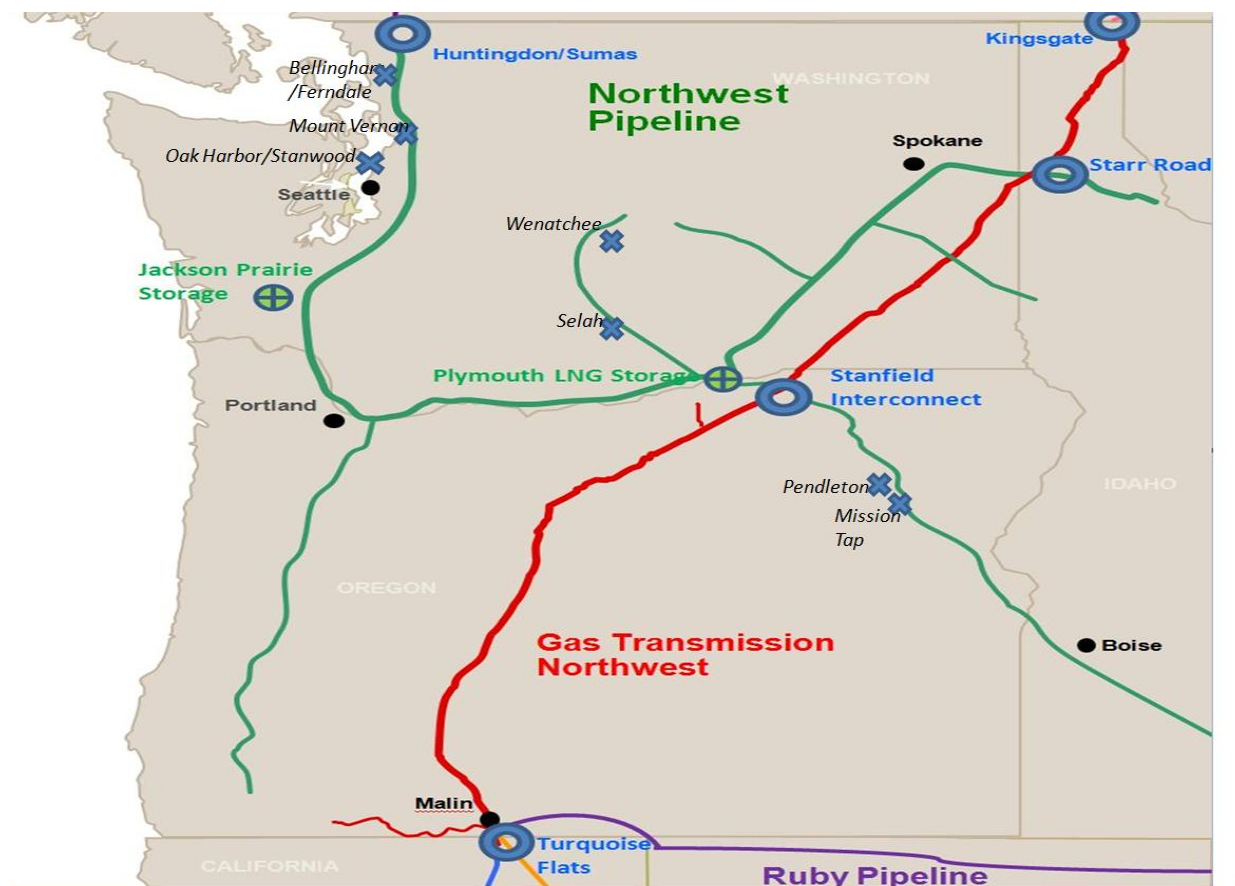 Kingsgate
Huntingdon/Sumas
Bellingham
/Ferndale
WASHINGTON
Northwest
Pipeline
Mount Vernon
Spokane
Oak Harbor/Stanwood
Starr Road
Seattle
Wenatchee
Jackson Prairie
Storage
Selah
Plymouth LNG Storage
Stanfield
Interconnect
Portland
Pendleton
IDAHO
Mission
Tap
OREGON
Gas Transmission
Northwest
Boise
Malin
Turquoise
Flats
CALIFORNIA
Ruby Pipeline